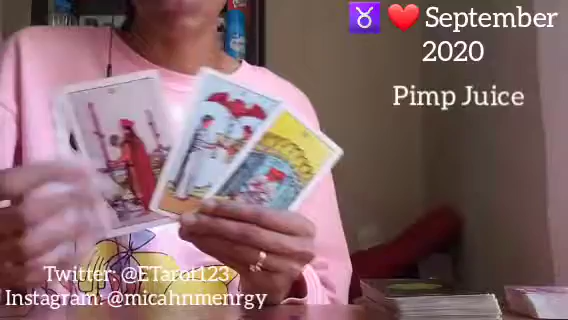 ♉ ❤️ September
2020
Pimp Juice
Twitter: @ETarot123
Instagram: @micahnmenrgy